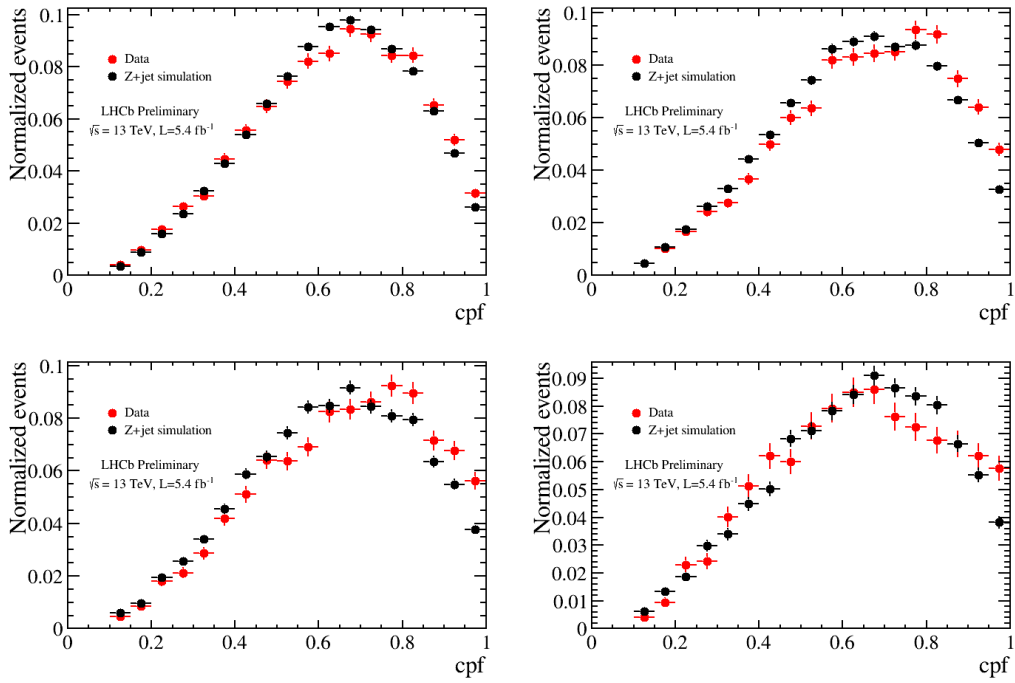 Normalized events
0.1
0.08
0.06
0.04
0.02
0
Data
Z+jet simulation
LHCb Preliminary
√s = 13 TeV, L=5.4 fb⁻¹
0 0.2 0.4 0.6 0.8 1
cpf
Normalized events
0.1
0.08
0.06
0.04
0.02
0
Data
Z+jet simulation
LHCb Preliminary
√s = 13 TeV, L=5.4 fb⁻¹
0 0.2 0.4 0.6 0.8 1
cpf
Normalized events
0.1
0.08
0.06
0.04
0.02
0
Data
Z+jet simulation
LHCb Preliminary
√s = 13 TeV, L=5.4 fb⁻¹
0 0.2 0.4 0.6 0.8 1
cpf
Normalized events
0.09
0.08
0.07
0.06
0.05
0.04
0.03
0.02
0.01
0
Data
Z+jet simulation
LHCb Preliminary
√s = 13 TeV, L=5.4 fb⁻¹
0 0.2 0.4 0.6 0.8 1
cpf